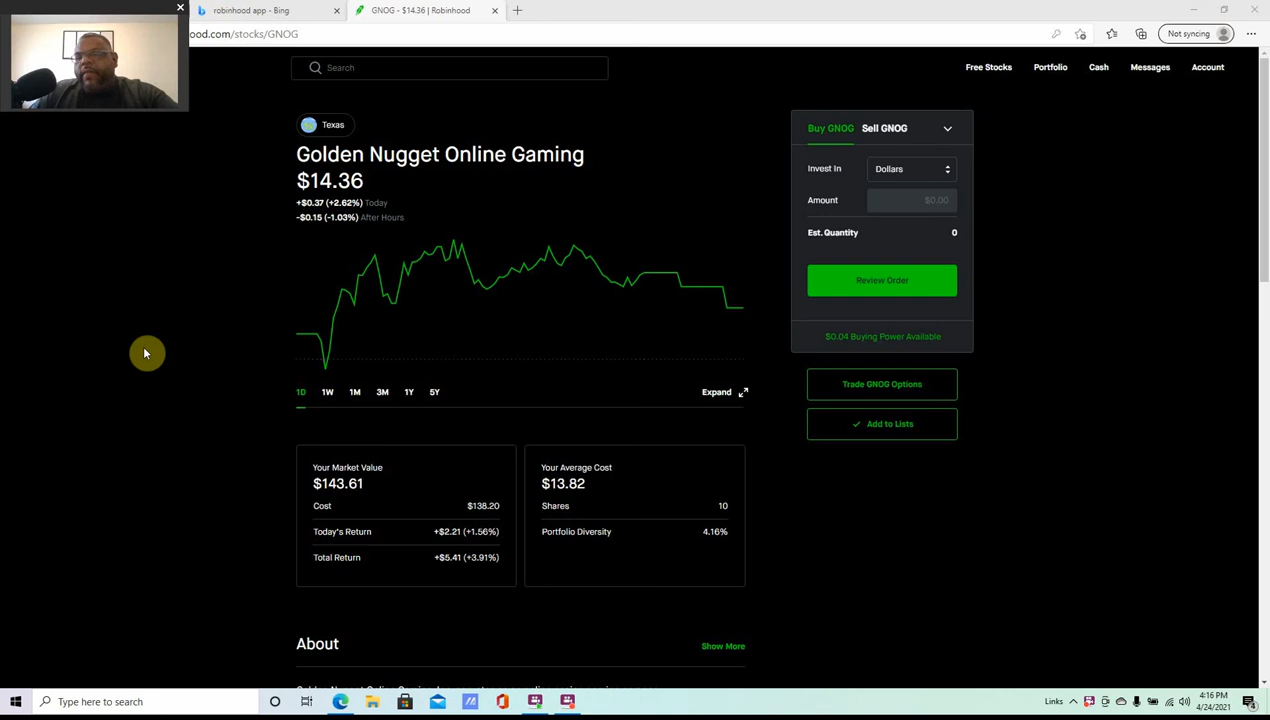 robinhood app - Bing
GNOG - $14.36 | Robinhood
ood.com/stocks/GNOG
Not syncing
Search
Free Stocks
Portfolio
Cash
Messages
Account
Texas
Golden Nugget Online Gaming
$14.36
+$0.37 (+2.62%) Today
-$0.15 (-1.03%) After Hours
1D 1W 1M 3M 1Y 5Y
Expand
Buy GNOG Sell GNOG
Invest In Dollars
Amount $0.00
Est. Quantity 0
Review Order
$0.04 Buying Power Available
Trade GNOG Options
Add to Lists
Your Market Value
$143.61
Cost $138.20
Today's Return +$2.21 (+1.56%)
Total Return +$5.41 (+3.91%)
Your Average Cost
$13.82
Shares 10
Portfolio Diversity 4.16%
About
Show More
Type here to search
Links
4:16 PM
4/24/2021